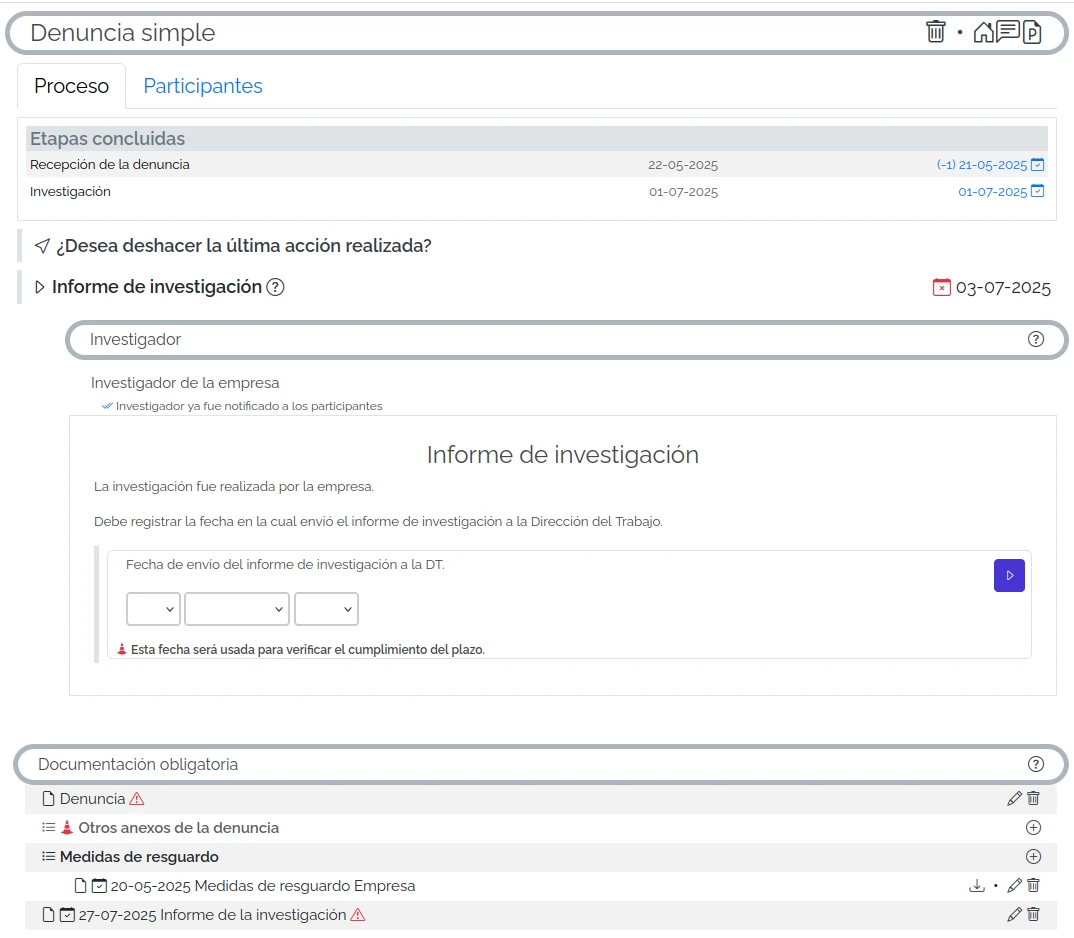 Denuncia simple
Proceso Participantes
Etapas concluidas
Recepción de la denuncia 22-05-2025 (-1) 21-05-2025
Investigación 01-07-2025 01-07-2025
¿Desea deshacer la última acción realizada?
Informe de investigación 03-07-2025
Investigador
Investigador de la empresa
Investigador ya fue notificado a los participantes
Informe de investigación
La investigación fue realizada por la empresa.
Debe registrar la fecha en la cual envió el informe de investigación a la Dirección del Trabajo.
Fecha de envío del informe de investigación a la DT.
Esta fecha será usada para verificar el cumplimiento del plazo.
Documentación obligatoria
Denuncia
Otros anexos de la denuncia
Medidas de resguardo
20-05-2025 Medidas de resguardo Empresa
27-07-2025 Informe de la investigación